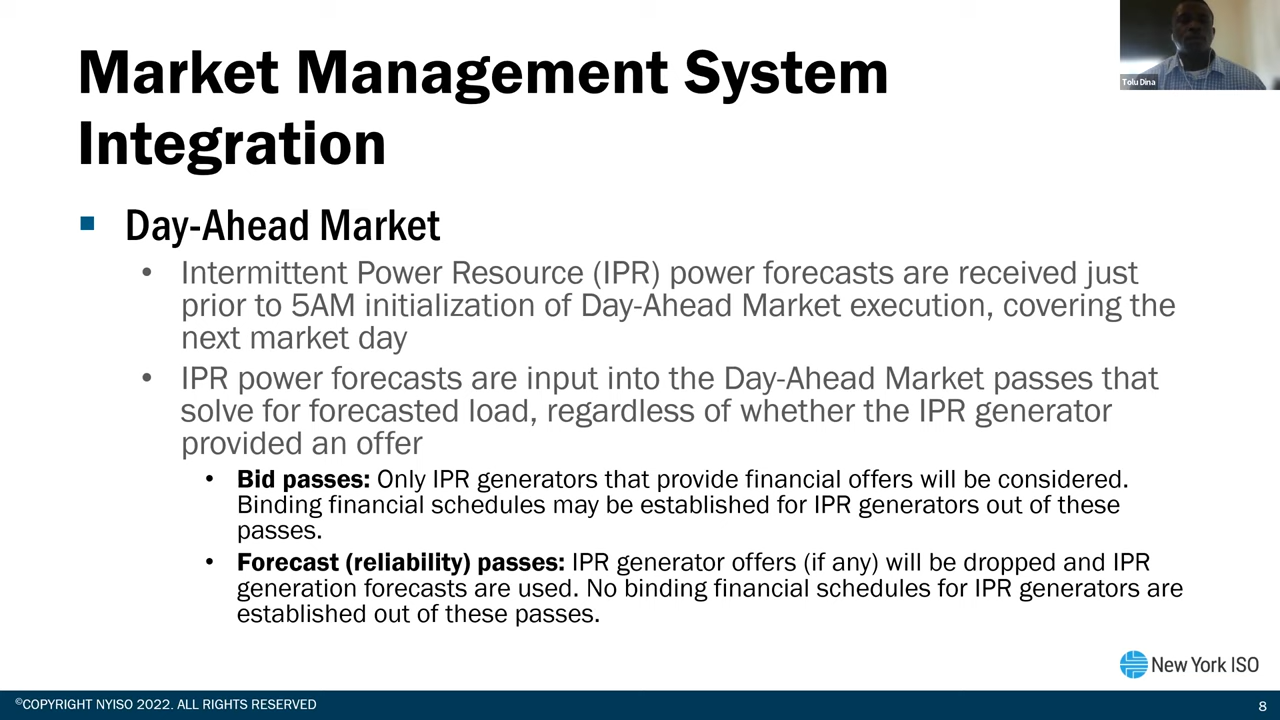 Market Management System
Integration
Tolu Dina
Day-Ahead Market
Intermittent Power Resource (IPR) power forecasts are received just
prior to 5AM initialization of Day-Ahead Market execution, covering the
next market day
IPR power forecasts are input into the Day-Ahead Market passes that
solve for forecasted load, regardless of whether the IPR generator
provided an offer
Bid passes: Only IPR generators that provide financial offers will be considered.
Binding financial schedules may be established for IPR generators out of these
passes.
Forecast (reliability) passes: IPR generator offers (if any) will be dropped and IPR
generation forecasts are used. No binding financial schedules for IPR generators are
established out of these passes.
New York ISO
©COPYRIGHT NYISO 2022. ALL RIGHTS RESERVED
8